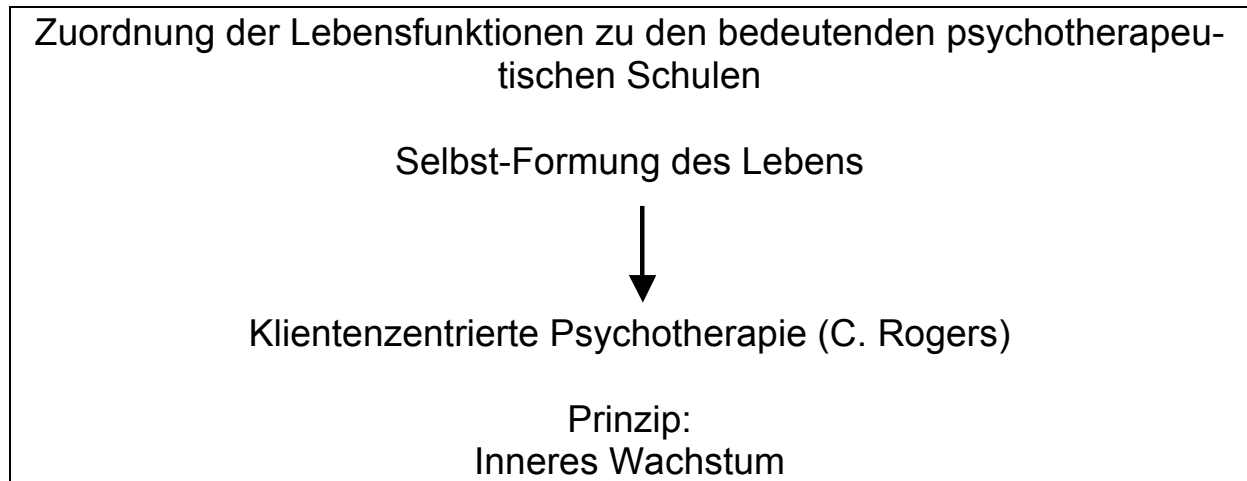 Zuordnung der Lebensfunktionen zu den bedeutenden psychotherapeu-
tischen Schulen
Selbst-Formung des Lebens
Klientenzentrierte Psychotherapie (C. Rogers)
Prinzip:
Inneres Wachstum